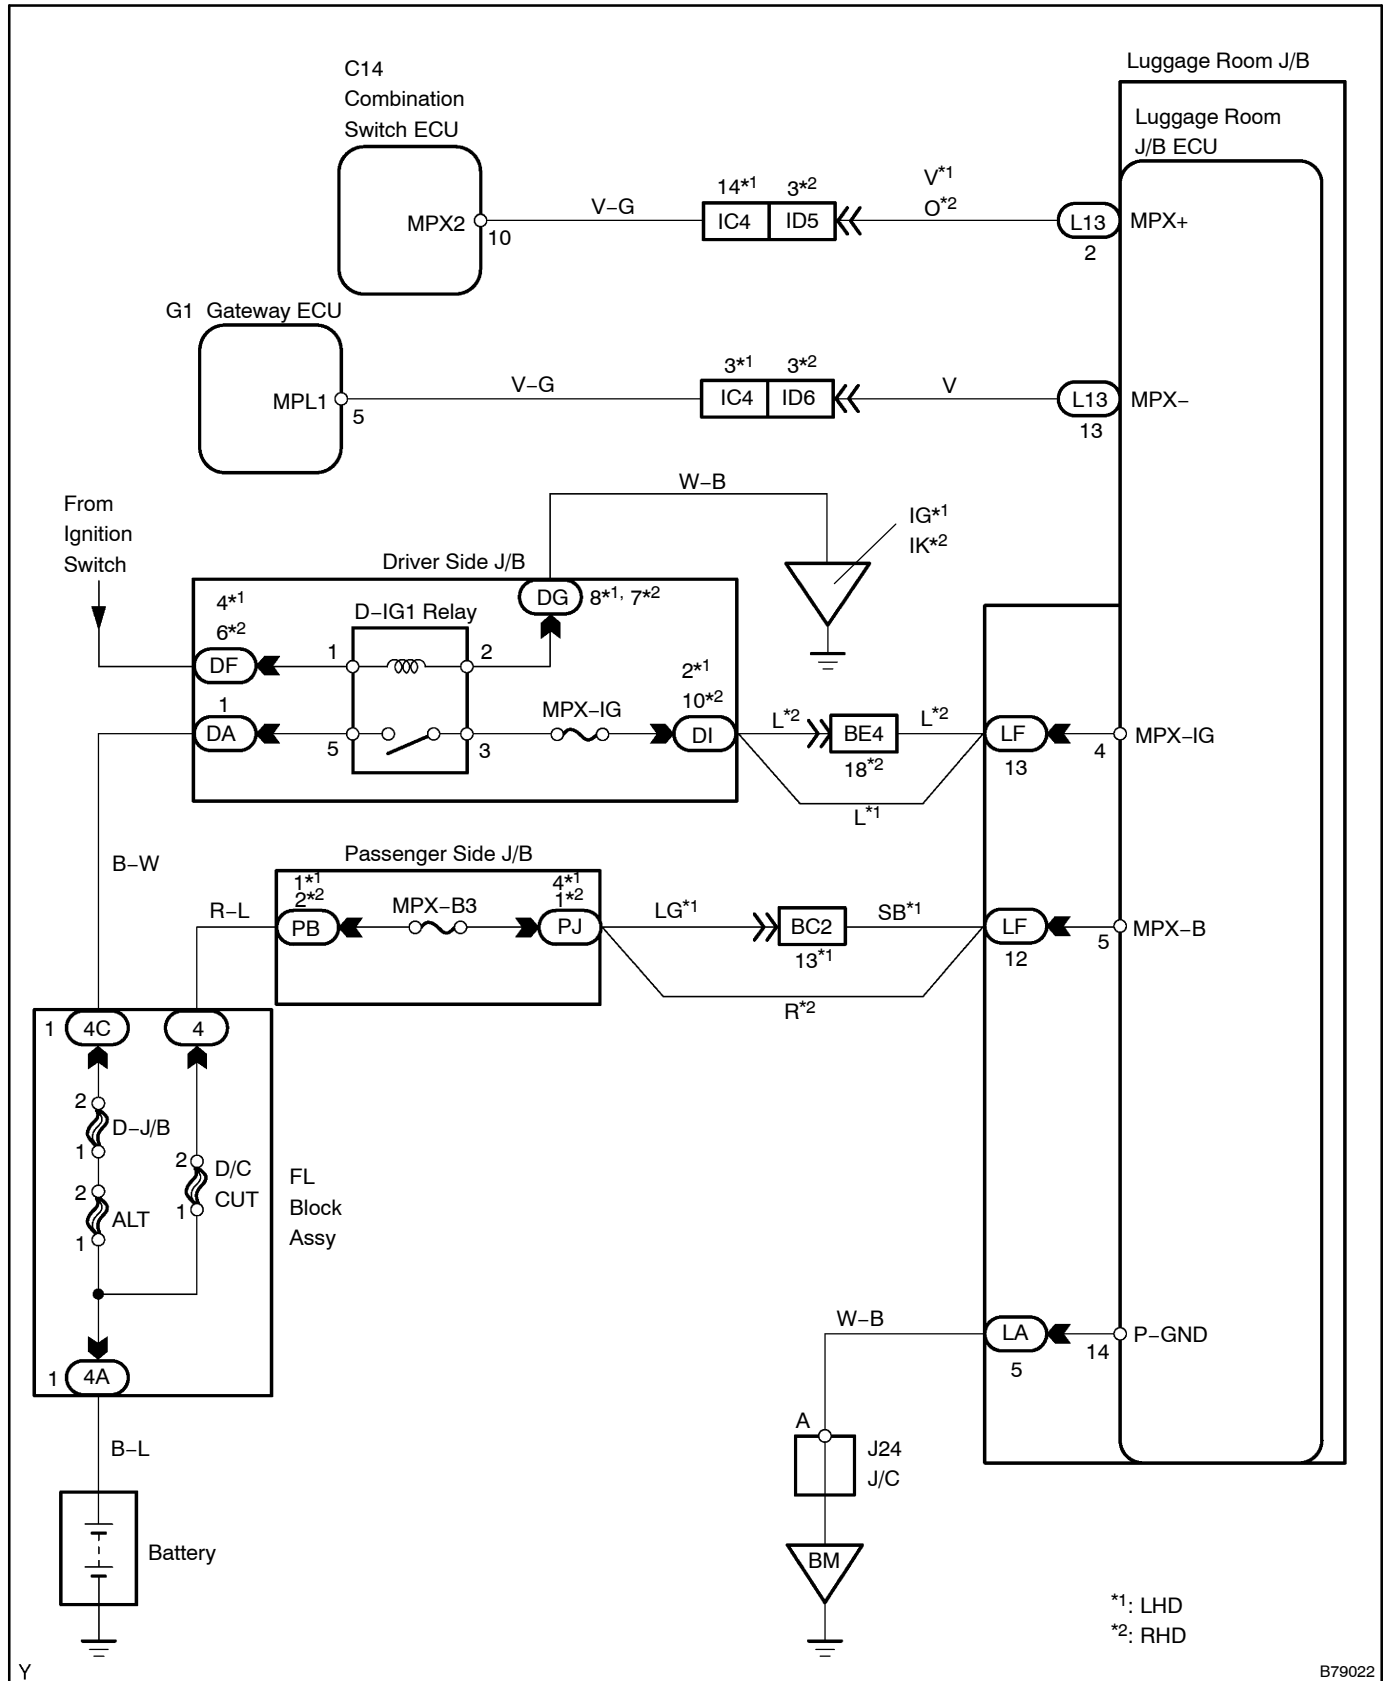 C14
Combination
Switch ECU
MPX2
10
V-G
14*1
3*2
IC4
ID5
V*1
O*2
L13
2
MPX+
Luggage Room J/B
Luggage Room
J/B ECU
G1 Gateway ECU
MPL1
5
V-G
3*1
3*2
IC4
ID6
V
L13
13
MPX-
From
Ignition
Switch
W-B
IG*1
IK*2
Driver Side J/B
DG
8*1, 7*2
4*1
6*2
DF
D-IG1 Relay
1
2
1
DA
5
3
MPX-IG
2*1
10*2
DI
L*2
BE4
18*2
L*2
L*1
LF
13
4
MPX-IG
B-W
Passenger Side J/B
R-L
1*1
2*2
PB
MPX-B3
4*1
1*2
PJ
LG*1
BC2
13*1
SB*1
R*2
LF
12
5
MPX-B
1
4C
4
2
D-J/B
1
2
ALT
1
2
D/C
CUT
1
FL
Block
Assy
1
4A
B-L
Battery
W-B
LA
5
14
P-GND
A
J24
J/C
BM
*1: LHD
*2: RHD
Y
B79022